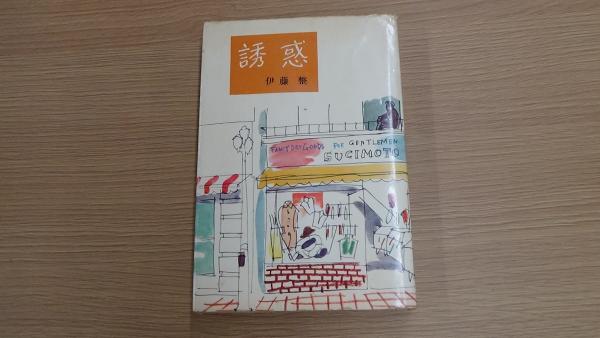 誘惑
伊藤整
FANCY DRY GOODS FOR GENTLEMEN
SUGIMOTO